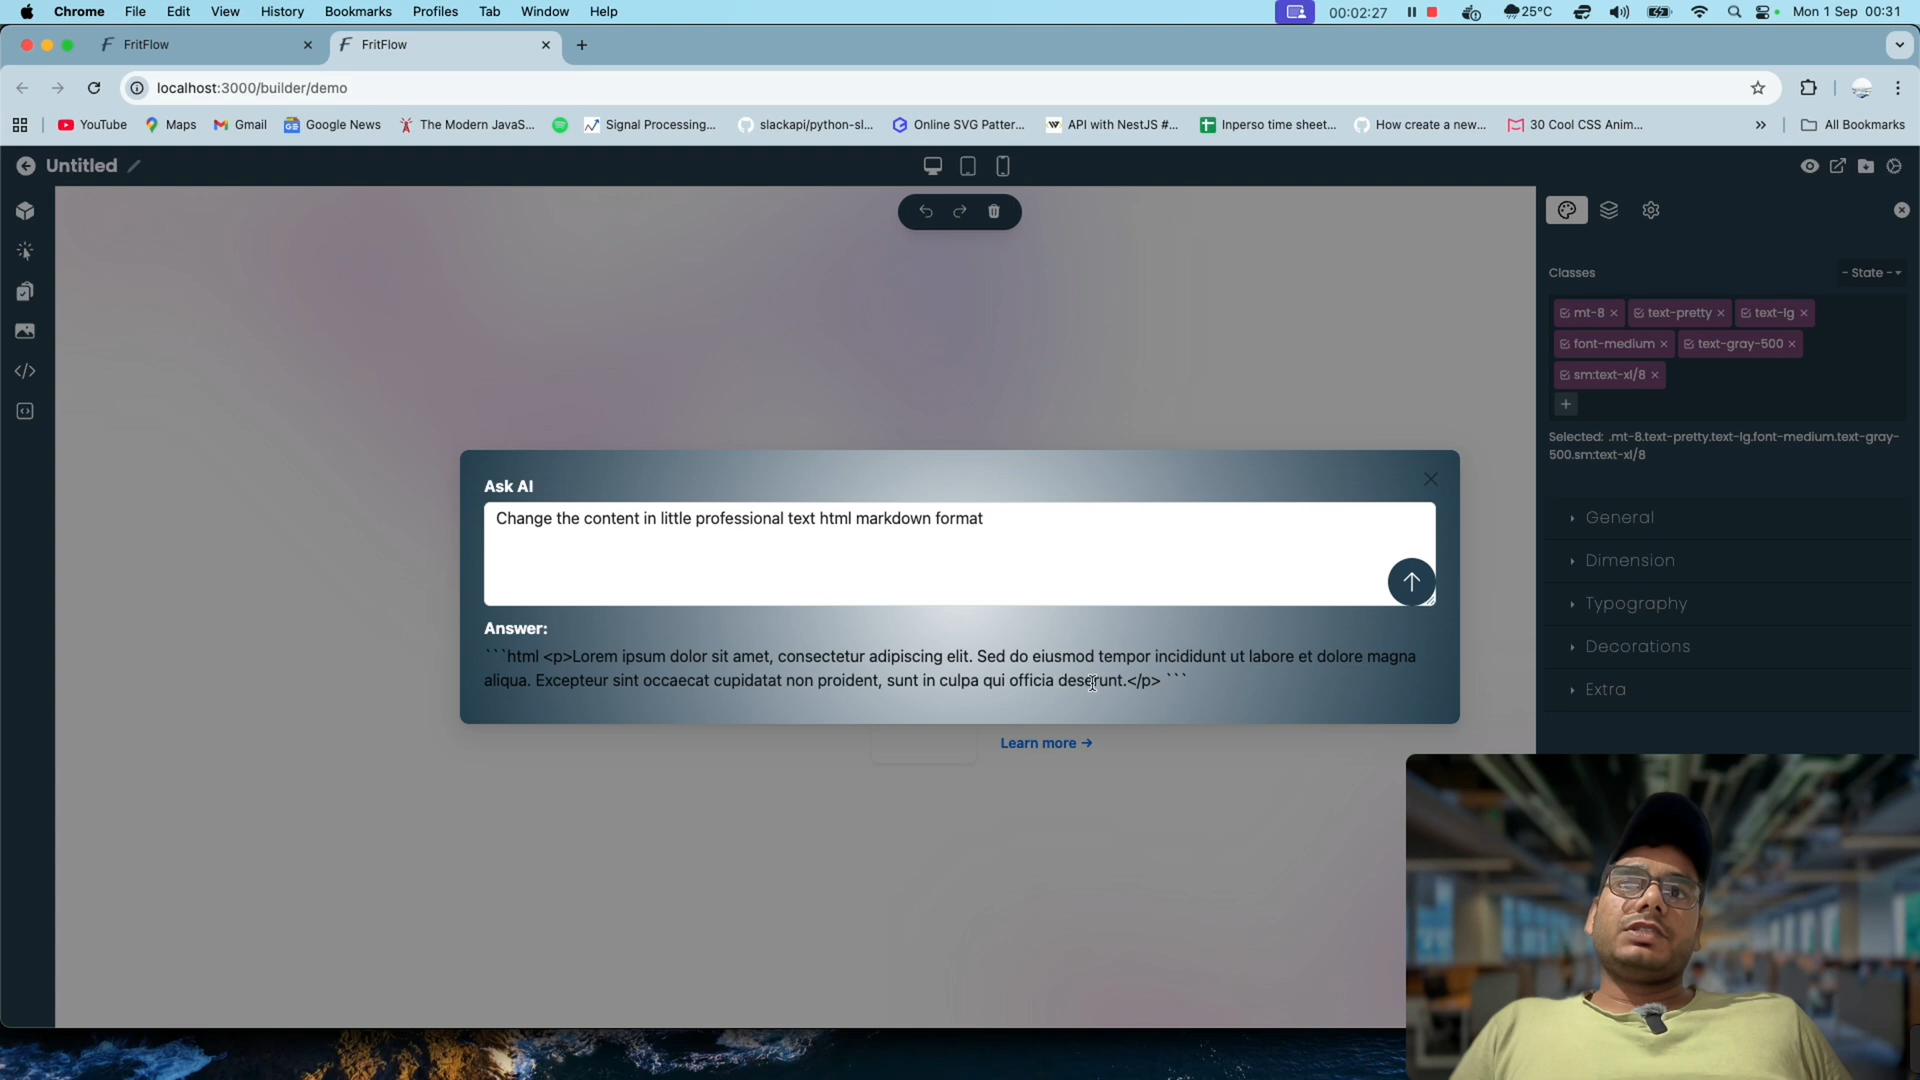 Chrome File Edit View History Bookmarks Profiles Tab Window Help 00:02:27 25°C Mon 1 Sep 00:31
FritFlow FritFlow
localhost:3000/builder/demo
YouTube Maps Gmail Google News The Modern JavaS... Signal Processing... slackapi/python-sl... Online SVG Patter... API with NestJS #... Inperso time sheet... How create a new... 30 Cool CSS Anim... » All Bookmarks
Untitled
Classes - State -
mt-8 × text-pretty × text-lg ×
font-medium × text-gray-500 ×
sm:text-xl/8 ×
+
Selected: .mt-8.text-pretty.text-lg.font-medium.text-gray-
500.sm:text-xl/8
General
Dimension
Typography
Decorations
Extra
Ask AI
Change the content in little professional text html markdown format
Answer:
```html <p>Lorem ipsum dolor sit amet, consectetur adipiscing elit. Sed do eiusmod tempor incididunt ut labore et dolore magna
aliqua. Excepteur sint occaecat cupidatat non proident, sunt in culpa qui officia deserunt.</p> ```
Learn more →